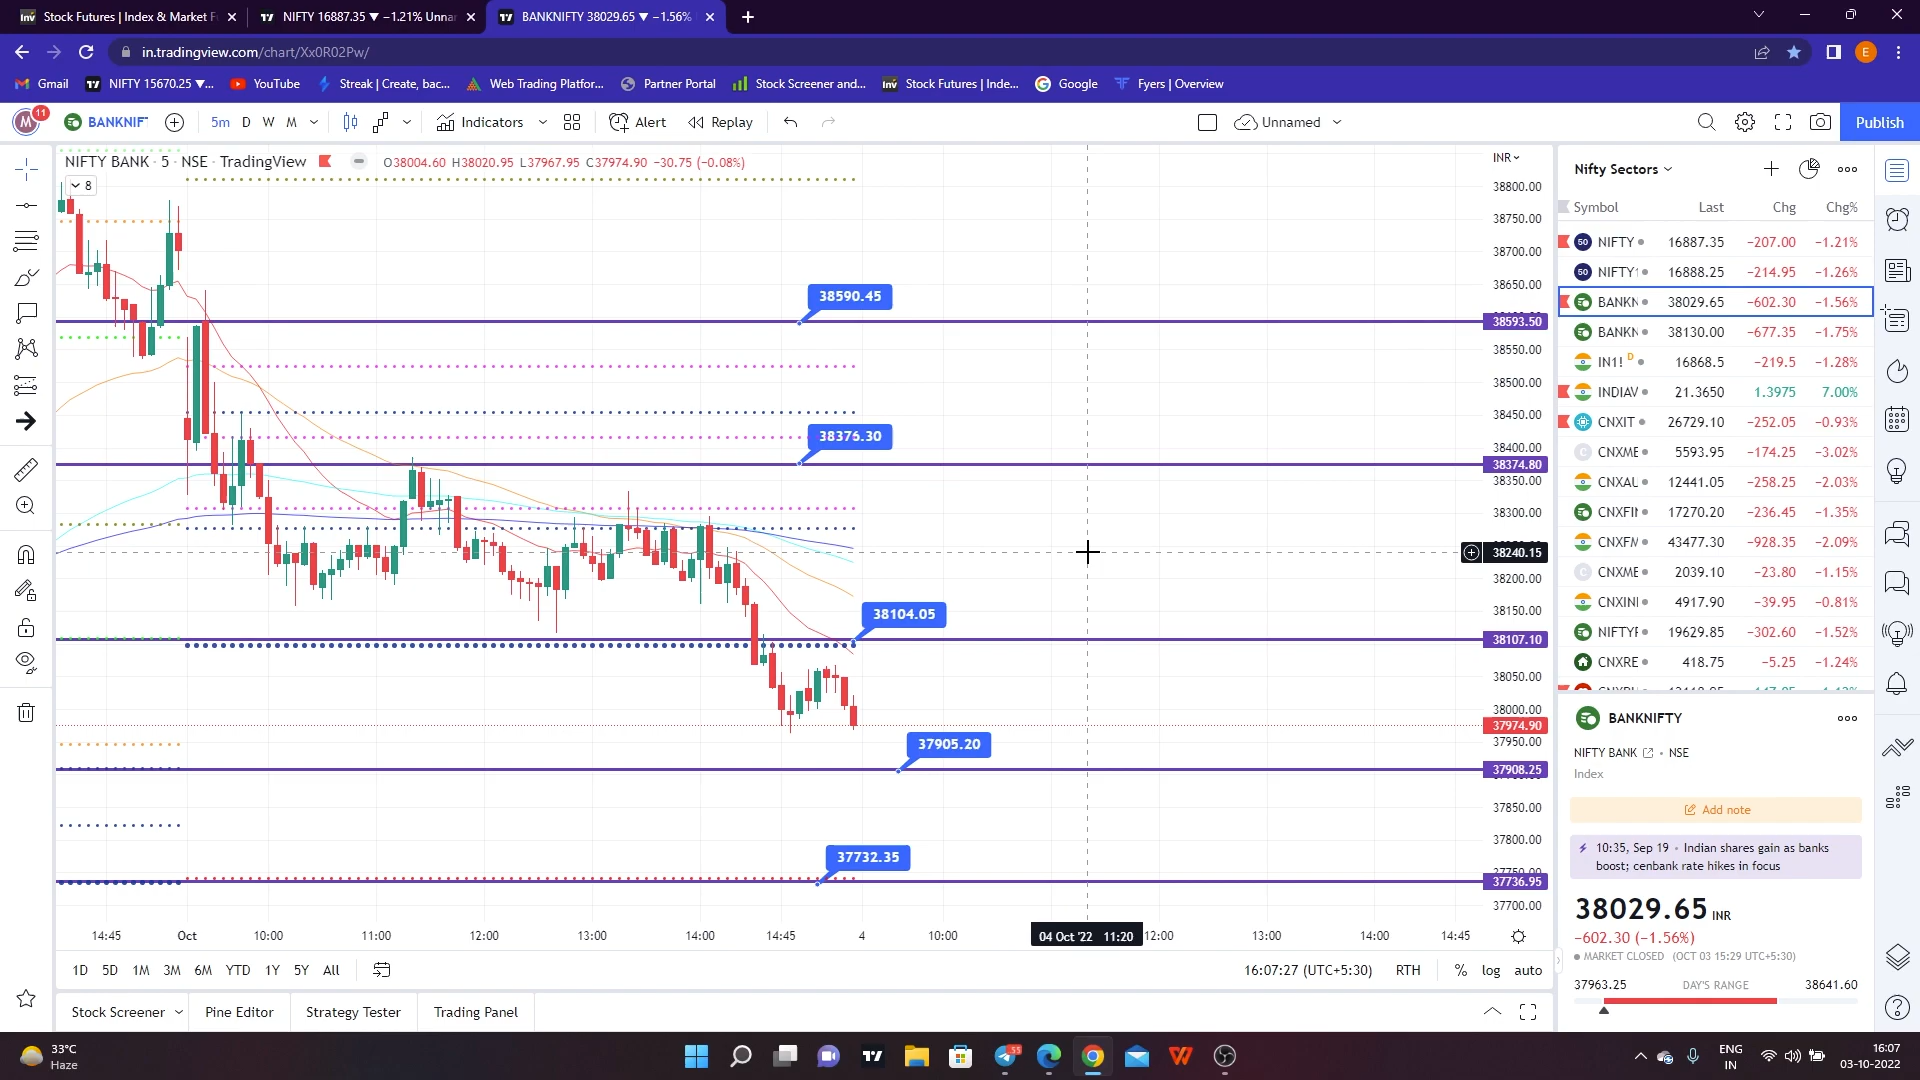 Stock Futures | Index & Market F
NIFTY 16887.35 ▼ −1.21% Unnar
BANKNIFTY 38029.65 ▼ −1.56%
in.tradingview.com/chart/Xx0R02Pw/
E
Gmail
NIFTY 15670.25 ▼...
YouTube
Streak | Create, bac...
Web Trading Platfor...
Partner Portal
Stock Screener and...
Stock Futures | Inde...
Google
Fyers | Overview
M 11
BANKNIF
5m D W M
Indicators
Alert
Replay
Unnamed
Publish
NIFTY BANK · 5 · NSE · TradingView
O38004.60 H38020.95 L37967.95 C37974.90 −30.75 (−0.08%)
8
INR
38800.00
38750.00
38700.00
38650.00
38590.45
38593.50
38550.00
38500.00
38450.00
38376.30
38400.00
38374.80
38350.00
38300.00
38240.15
38200.00
38150.00
38104.05
38107.10
38050.00
38000.00
37974.90
37950.00
37905.20
37908.25
37850.00
37800.00
37732.35
37736.95
37700.00
14:45 Oct 10:00 11:00 12:00 13:00 14:00 14:45 4 10:00 04 Oct '22 11:20 12:00 13:00 14:00 14:45
1D 5D 1M 3M 6M YTD 1Y 5Y All
16:07:27 (UTC+5:30) RTH % log auto
Stock Screener
Pine Editor
Strategy Tester
Trading Panel
Nifty Sectors
Symbol Last Chg Chg%
NIFTY 16887.35 −207.00 −1.21%
NIFTY 16888.25 −214.95 −1.26%
BANKN 38029.65 −602.30 −1.56%
BANKN 38130.00 −677.35 −1.75%
IN1! D 16868.5 −219.5 −1.28%
INDIAV 21.3650 1.3975 7.00%
CNXIT 26729.10 −252.05 −0.93%
CNXME 5593.95 −174.25 −3.02%
CNXAU 12441.05 −258.25 −2.03%
CNXFIN 17270.20 −236.45 −1.35%
CNXFM 43477.30 −928.35 −2.09%
CNXME 2039.10 −23.80 −1.15%
CNXINI 4917.90 −39.95 −0.81%
NIFTYF 19629.85 −302.60 −1.52%
CNXRE 418.75 −5.25 −1.24%
BANKNIFTY
NIFTY BANK • NSE
Index
Add note
10:35, Sep 19 • Indian shares gain as banks
boost; cenbank rate hikes in focus
38029.65 INR
−602.30 (−1.56%)
MARKET CLOSED (OCT 03 15:29 UTC+5:30)
37963.25 DAY'S RANGE 38641.60
33°C
Haze
ENG
IN
16:07
03-10-2022